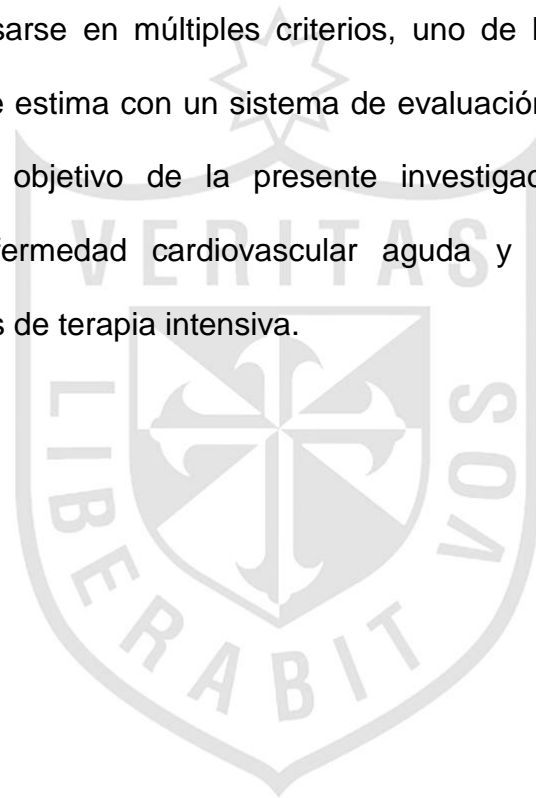 sarse en múltiples criterios, uno de
e estima con un sistema de evaluación
objetivo de la presente
fermedad cardiovascular aguda y
s de terapia intensiva.
VERITAS
LIBERABIT VOS